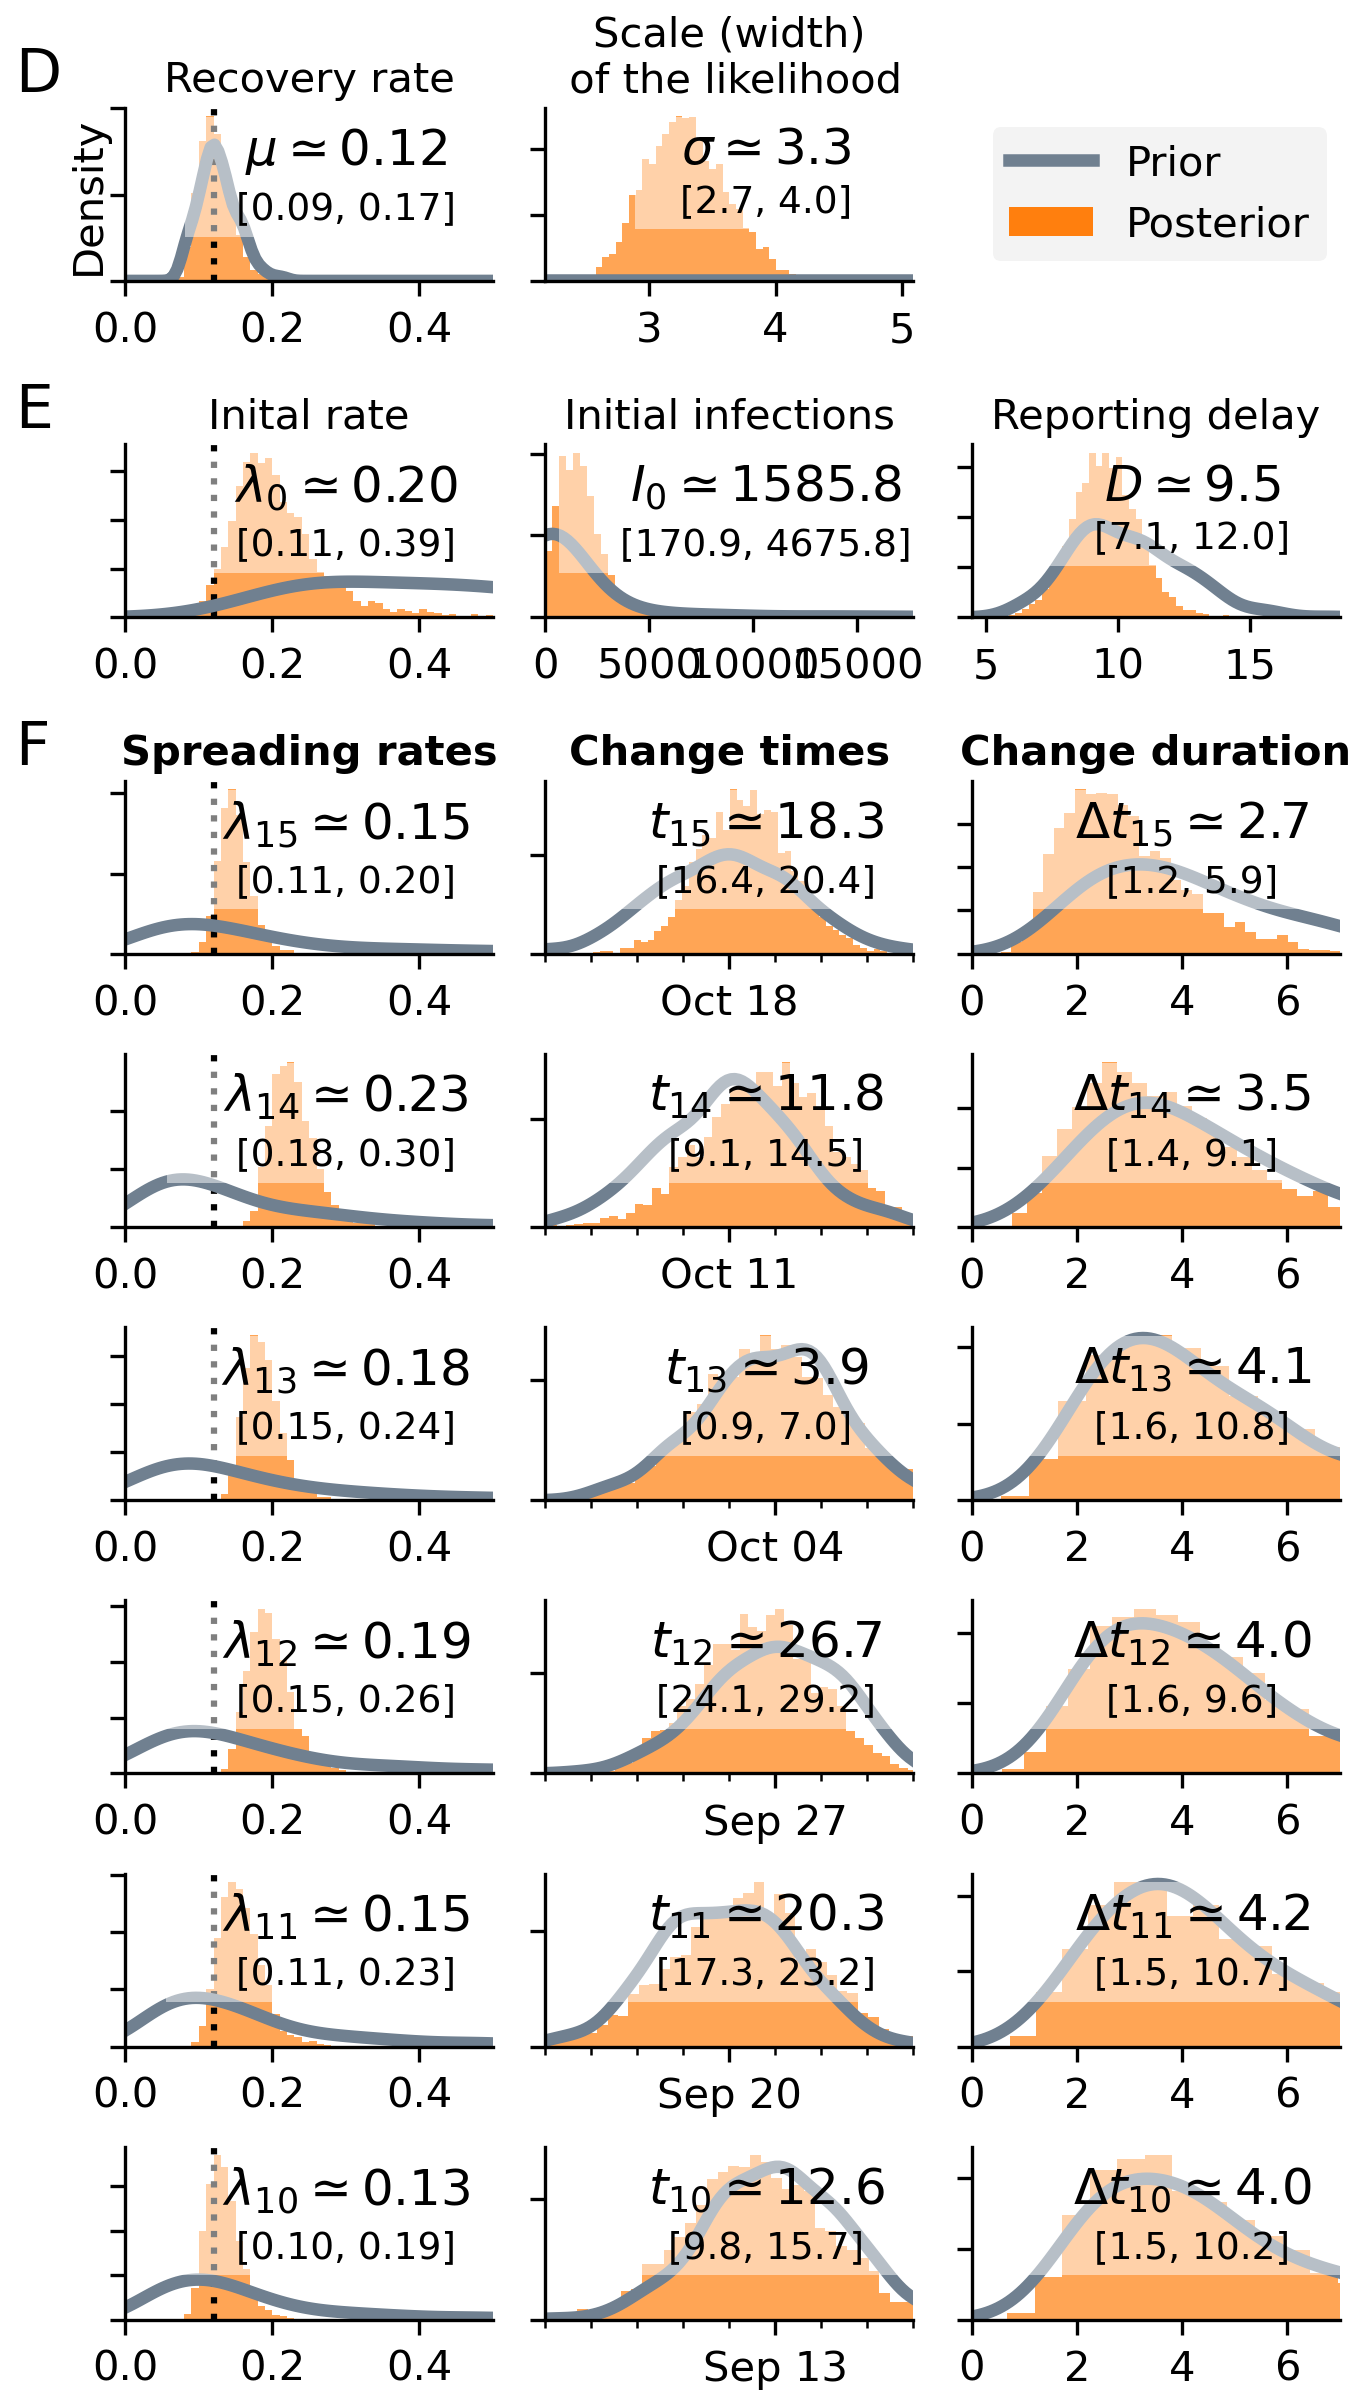 D
Recovery rate
Scale (width)
of the likelihood
Density
μ ≃ 0.12
[0.09, 0.17]
0.0 0.2 0.4
σ ≃ 3.3
[2.7, 4.0]
3 4 5
Prior
Posterior
E
Inital rate
λ0 ≃ 0.20
[0.11, 0.39]
0.0 0.2 0.4
Initial infections
I0 ≃ 1585.8
[170.9, 4675.8]
0 5000 10000 15000
Reporting delay
D ≃ 9.5
[7.1, 12.0]
5 10 15
F
Spreading rates
Change times
Change duration
λ15 ≃ 0.15
[0.11, 0.20]
0.0 0.2 0.4
t15 ≃ 18.3
[16.4, 20.4]
Oct 18
Δt15 ≃ 2.7
[1.2, 5.9]
0 2 4 6
λ14 ≃ 0.23
[0.18, 0.30]
0.0 0.2 0.4
t14 ≃ 11.8
[9.1, 14.5]
Oct 11
Δt14 ≃ 3.5
[1.4, 9.1]
0 2 4 6
λ13 ≃ 0.18
[0.15, 0.24]
0.0 0.2 0.4
t13 ≃ 3.9
[0.9, 7.0]
Oct 04
Δt13 ≃ 4.1
[1.6, 10.8]
0 2 4 6
λ12 ≃ 0.19
[0.15, 0.26]
0.0 0.2 0.4
t12 ≃ 26.7
[24.1, 29.2]
Sep 27
Δt12 ≃ 4.0
[1.6, 9.6]
0 2 4 6
λ11 ≃ 0.15
[0.11, 0.23]
0.0 0.2 0.4
t11 ≃ 20.3
[17.3, 23.2]
Sep 20
Δt11 ≃ 4.2
[1.5, 10.7]
0 2 4 6
λ10 ≃ 0.13
[0.10, 0.19]
0.0 0.2 0.4
t10 ≃ 12.6
[9.8, 15.7]
Sep 13
Δt10 ≃ 4.0
[1.5, 10.2]
0 2 4 6